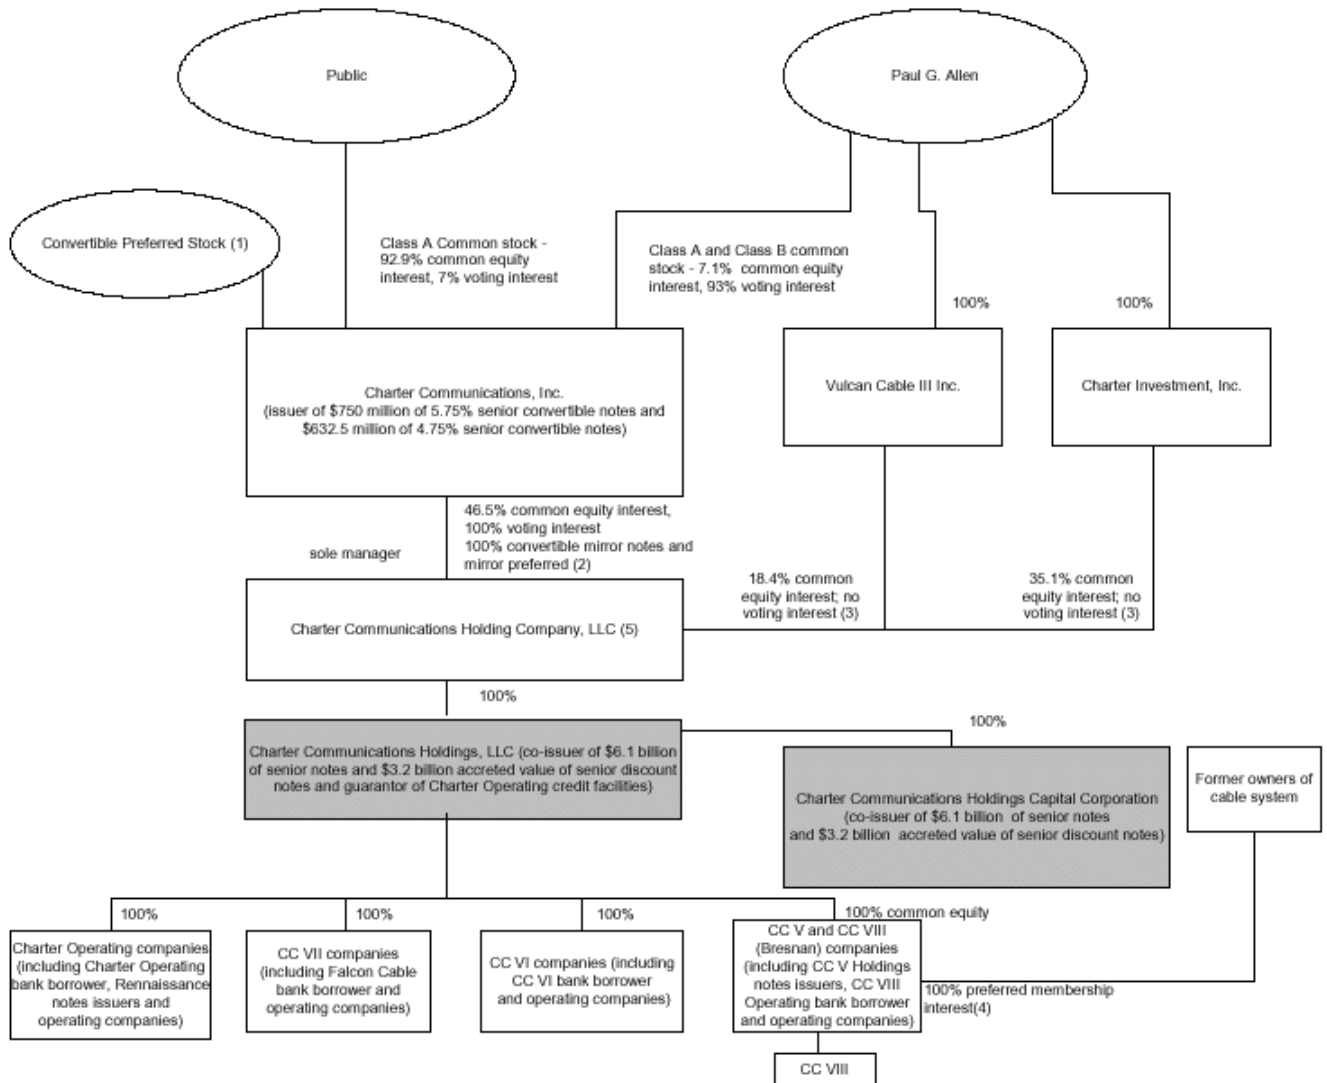 Public
Paul G. Allen
Convertible Preferred Stock (1)
Class A Common stock -
92.9% common equity
interest, 7% voting interest
Class A and Class B common
stock - 7.1% common equity
interest, 93% voting interest
100%
100%
Charter Communications, Inc.
(issuer of $750 million of 5.75% senior convertible notes and
$632.5 million of 4.75% senior convertible notes)
Vulcan Cable III Inc.
Charter Investment, Inc.
46.5% common equity interest,
100% voting interest
100% convertible mirror notes and
mirror preferred (2)
sole manager
18.4% common
equity interest; no
voting interest (3)
35.1% common
equity interest; no
voting interest (3)
Charter Communications Holding Company, LLC (5)
100%
100%
Charter Communications Holdings, LLC (co-issuer of $6.1 billion
of senior notes and $3.2 billion accreted value of senior discount
notes and guarantor of Charter Operating credit facilities)
Charter Communications Holdings Capital Corporation
(co-issuer of $6.1 billion of senior notes
and $3.2 billion accreted value of senior discount notes)
Former owners of
cable system
100%
100%
100%
100% common equity
Charter Operating companies
(including Charter Operating
bank borrower, Rennaissance
notes issuers and
operating companies)
CC VII companies
(including Falcon Cable
bank borrower and
operating companies)
CC VI companies (including
CC VI bank borrower
and operating companies)
CC V and CC VIII
(Bresnan) companies
(including CC V Holdings
notes issuers, CC VIII
Operating bank borrower
and operating companies)
100% preferred membership
interest(4)
CC VIII